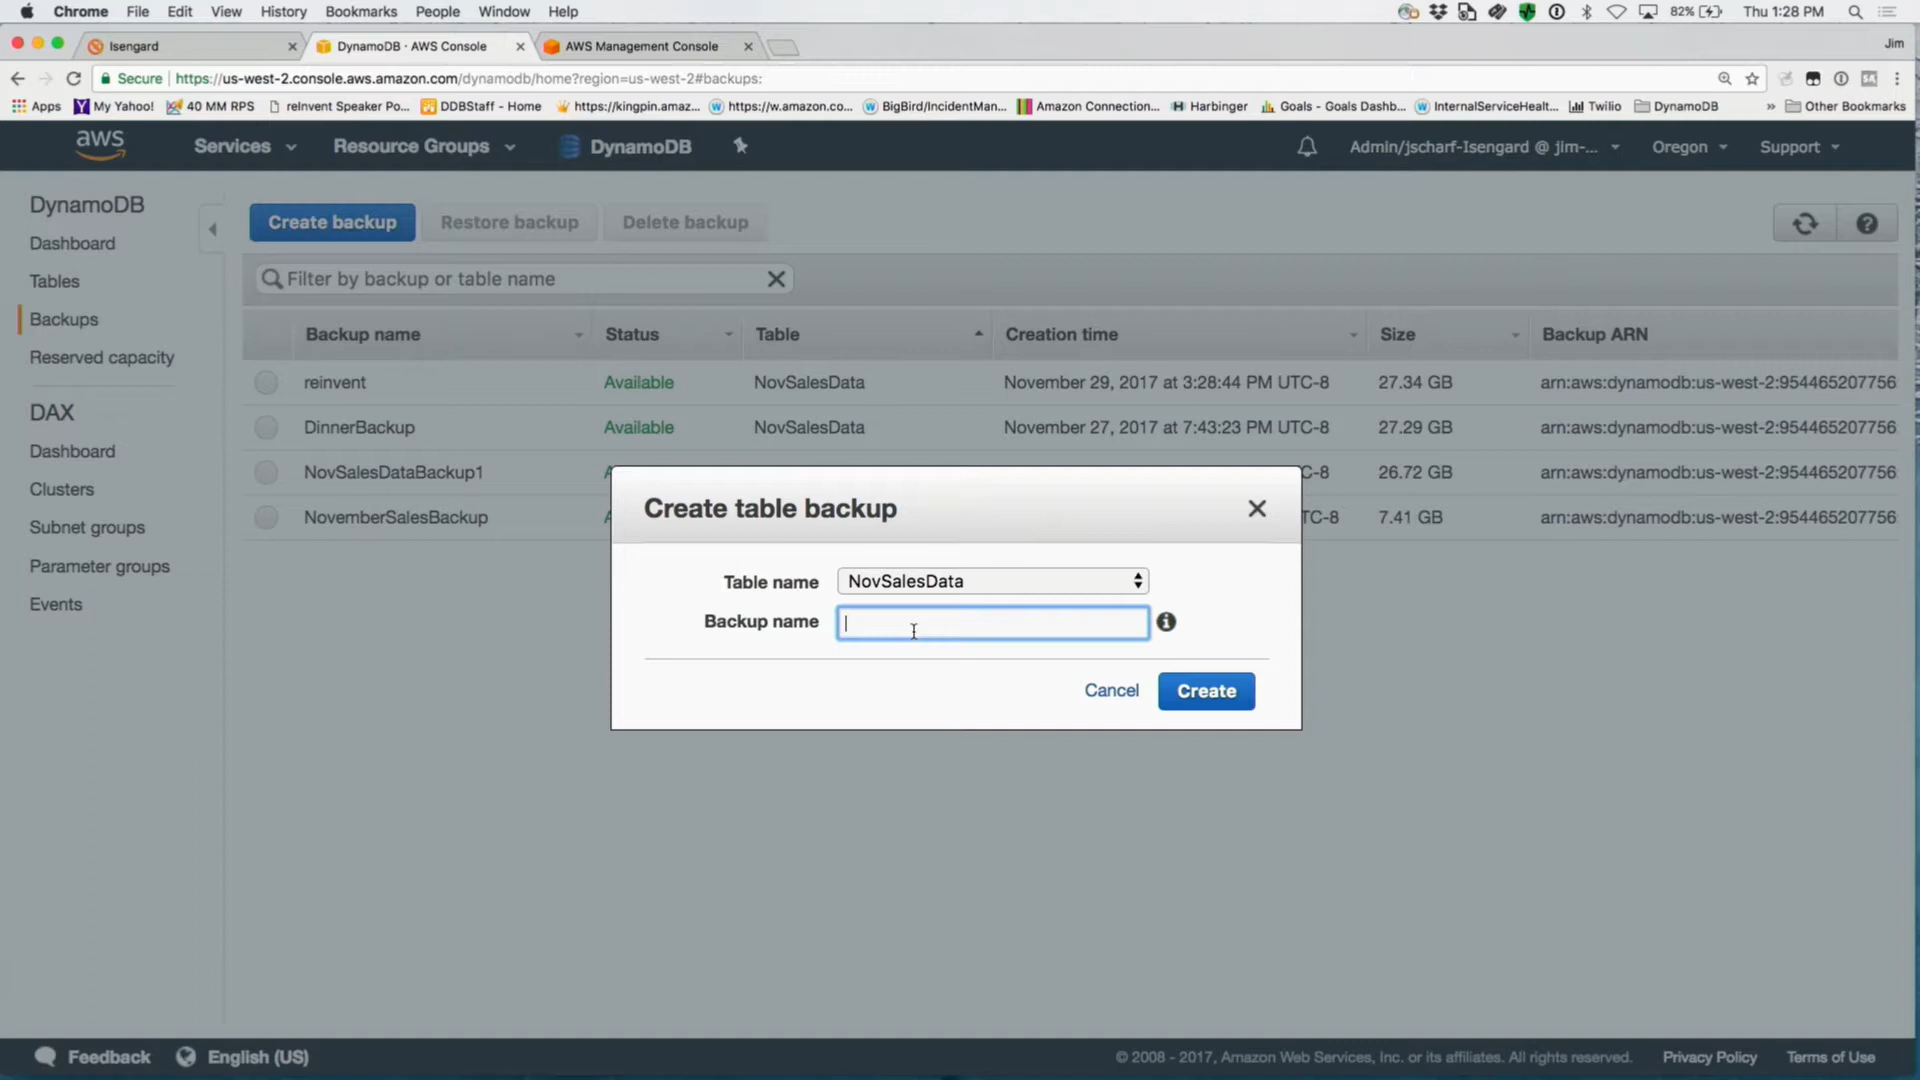 Chrome File Edit View History Bookmarks People Window Help 82% Thu 1:28 PM
Isengard DynamoDB · AWS Console AWS Management Console Jim
Secure https://us-west-2.console.aws.amazon.com/dynamodb/home?region=us-west-2#backups:
Apps My Yahoo! 40 MM RPS reInvent Speaker Po... DDBStaff - Home https://kingpin.amaz... https://w.amazon.co... BigBird/IncidentMan... Amazon Connection... Harbinger Goals - Goals Dashb... InternalServiceHealt... Twilio DynamoDB » Other Bookmarks
aws Services Resource Groups DynamoDB Admin/jscharf-Isengard @ jim-... Oregon Support
DynamoDB
Dashboard
Tables
Backups
Reserved capacity
DAX
Dashboard
Clusters
Subnet groups
Parameter groups
Events
Create backup Restore backup Delete backup
Filter by backup or table name
Backup name Status Table Creation time Size Backup ARN
reinvent Available NovSalesData November 29, 2017 at 3:28:44 PM UTC-8 27.34 GB arn:aws:dynamodb:us-west-2:954465207756
DinnerBackup Available NovSalesData November 27, 2017 at 7:43:23 PM UTC-8 27.29 GB arn:aws:dynamodb:us-west-2:954465207756
NovSalesDataBackup1 C-8 26.72 GB arn:aws:dynamodb:us-west-2:954465207756
NovemberSalesBackup TC-8 7.41 GB arn:aws:dynamodb:us-west-2:954465207756
Create table backup
Table name NovSalesData
Backup name
Cancel Create
Feedback English (US) © 2008 - 2017, Amazon Web Services, Inc. or its affiliates. All rights reserved. Privacy Policy Terms of Use